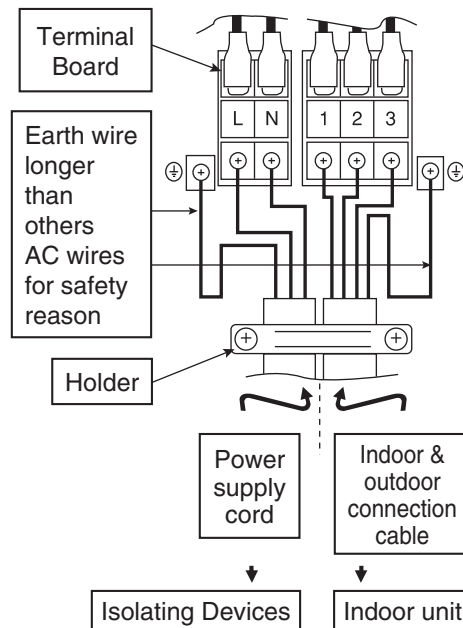 Terminal
Board
L N 1 2 3
Earth wire
longer
than
others
AC wires
for safety
reason
Holder
Power
supply
cord
Indoor &
outdoor
connection
cable
Isolating Devices
Indoor unit